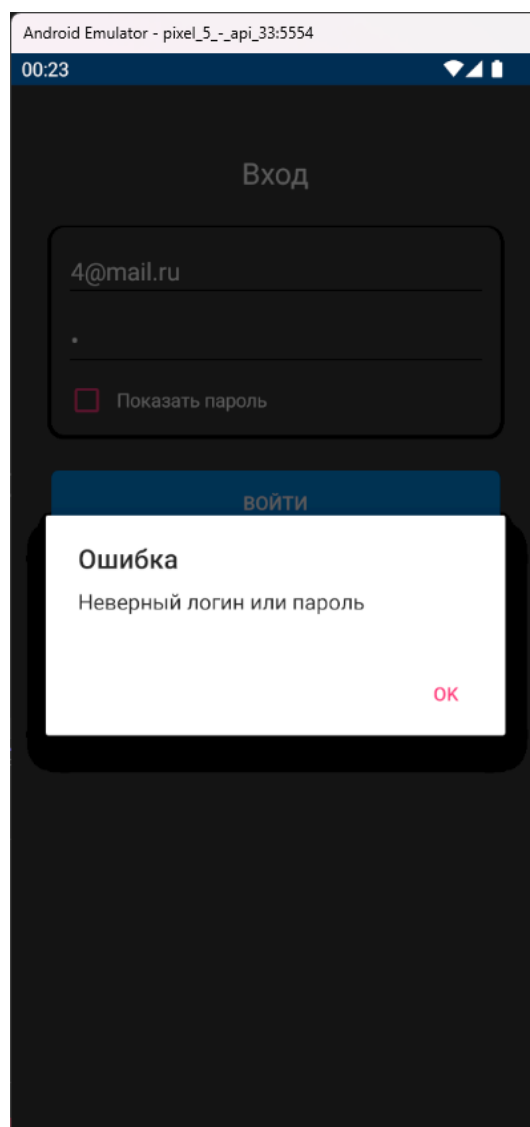 Android Emulator - pixel_5_-_api_33:5554
00:23
Вход
4@mail.ru
•
Показать пароль
ВОЙТИ
Ошибка
Неверный логин или пароль
OK